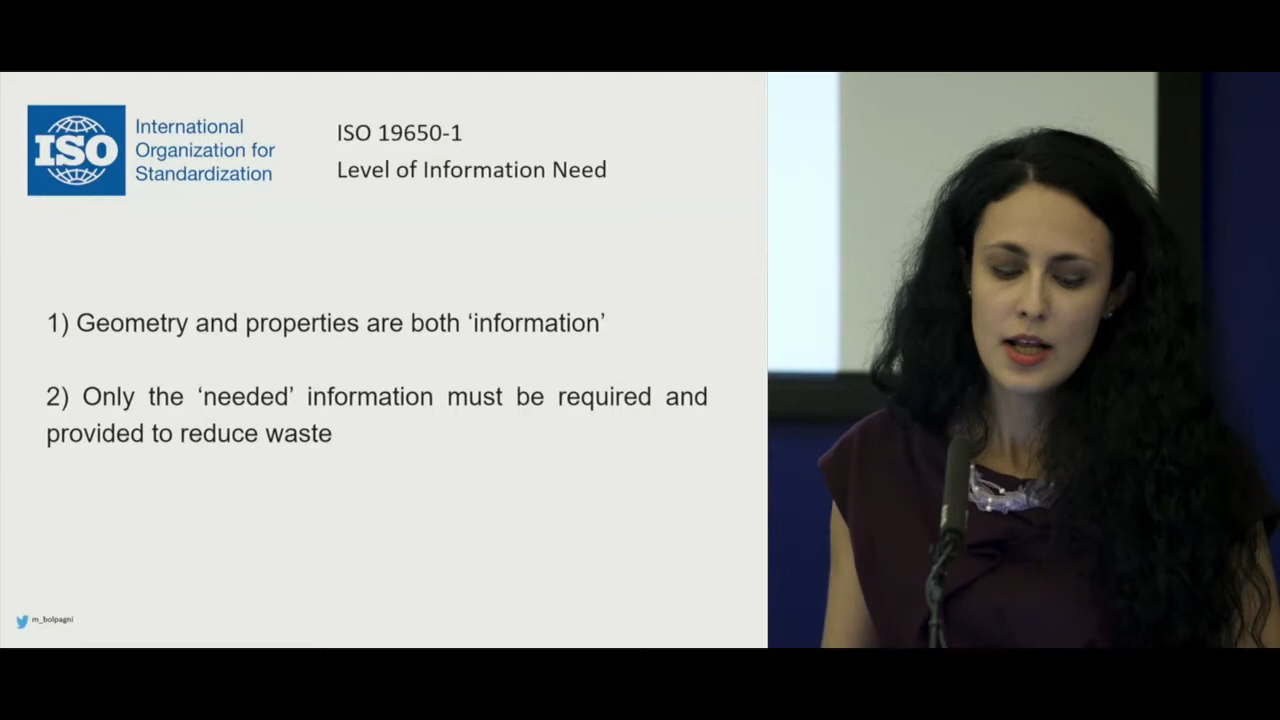 ISO
International
Organization for
Standardization
ISO 19650-1
Level of Information Need
1) Geometry and properties are both ‘information’
2) Only the ‘needed’ information must be required and
provided to reduce waste
m_bolpagni